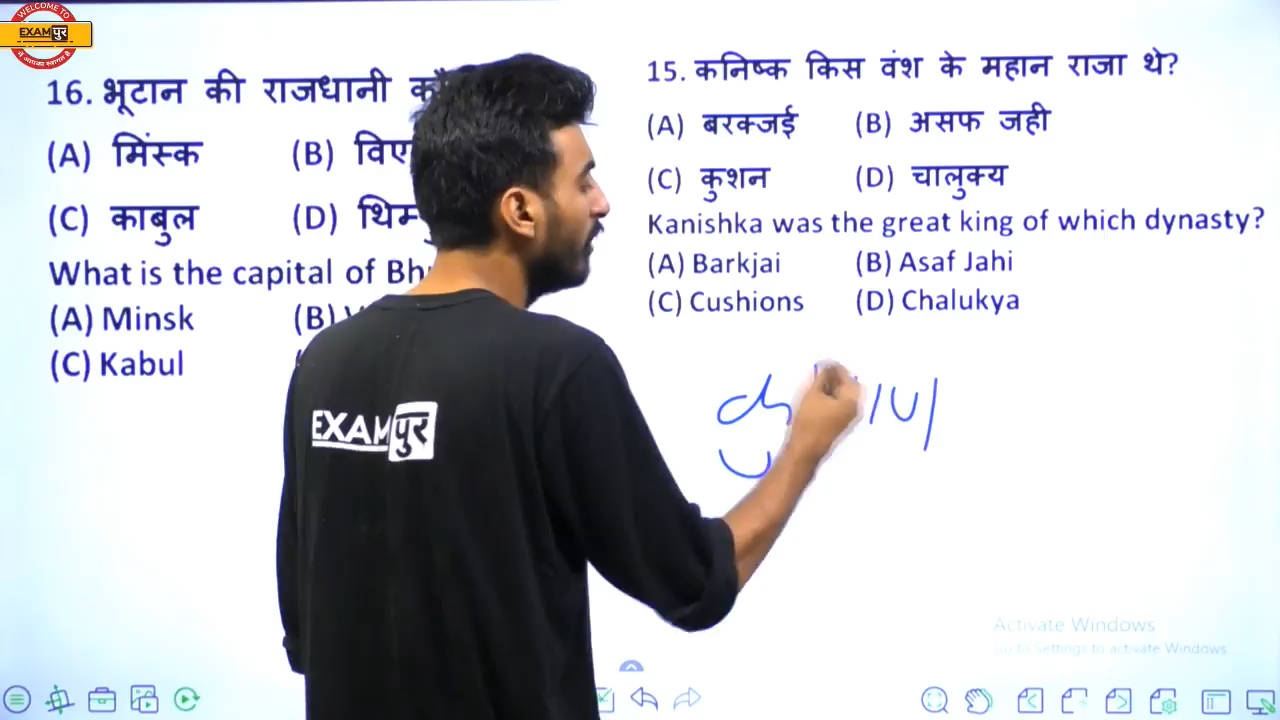 WELCOME TO
EXAMपुर
16. भूटान की राजधानी
(A) मिंस्क (B)
(C) काबुल (D)
What is the capital of
(A) Minsk (B)
(C) Kabul
15. कनिष्क किस वंश के महान राजा थे?
(A) बरक्जई (B) असफ जही
(C) कुशन (D) चालुक्य
Kanishka was the great king of which dynasty?
(A) Barkjai (B) Asaf Jahi
(C) Cushions (D) Chalukya
EXAMपुर
Activate Windows
Go to Settings to activate Windows